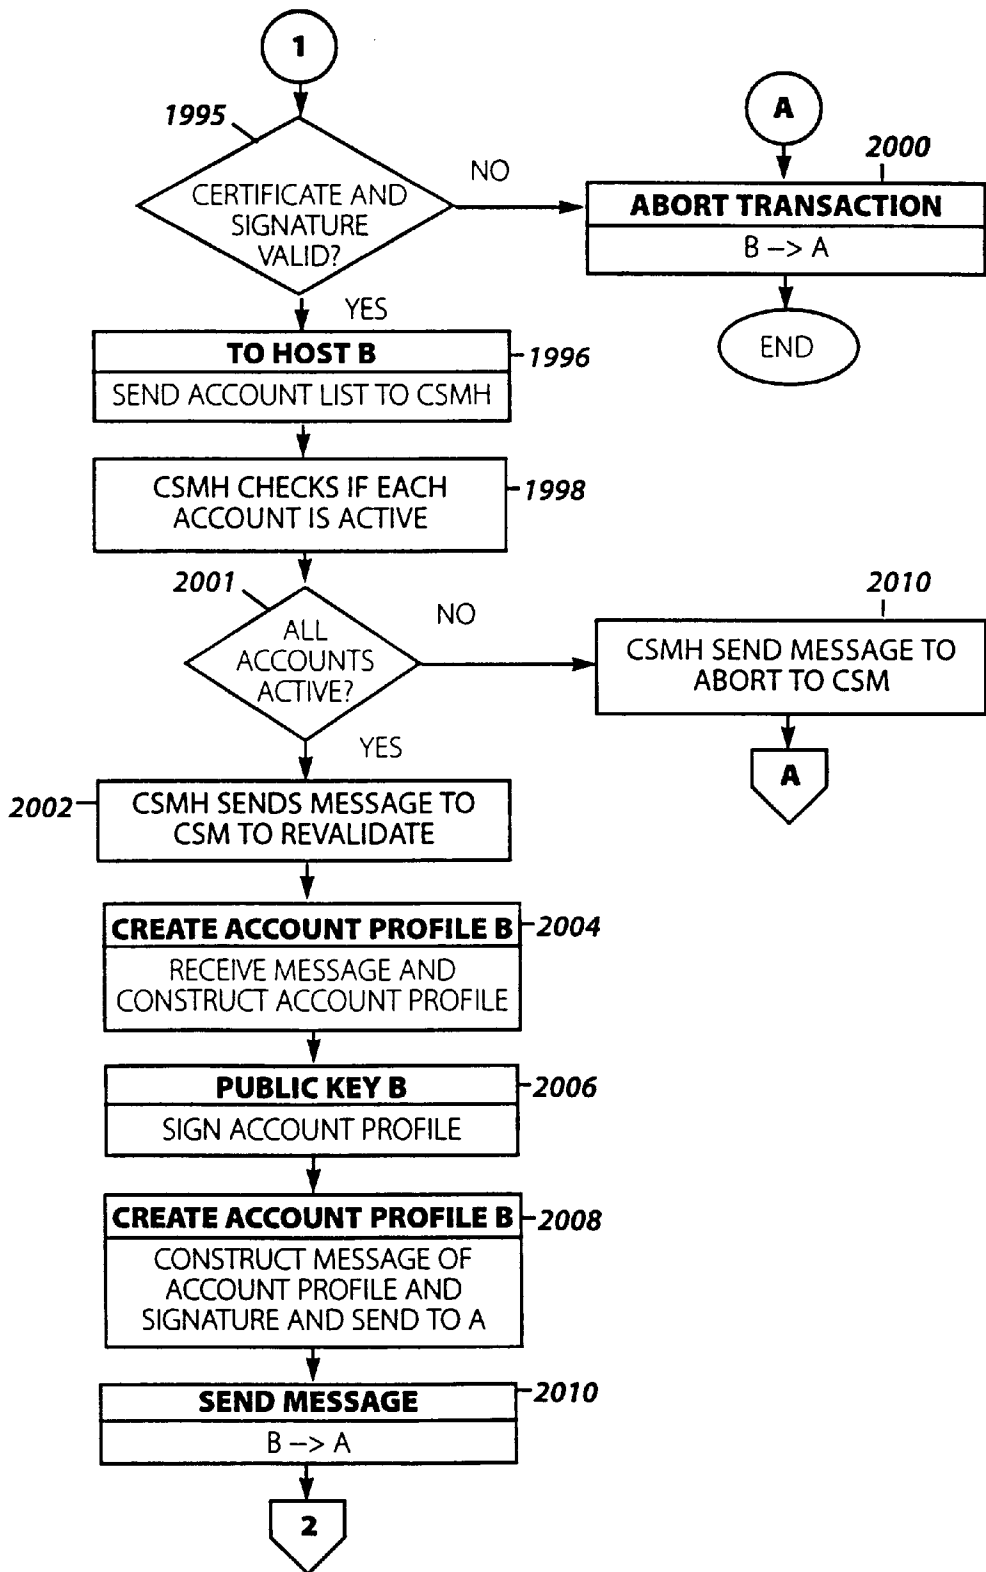 1
1995
CERTIFICATE AND
SIGNATURE
VALID?
NO
YES
A
2000
ABORT TRANSACTION
B --> A
END
TO HOST B
1996
SEND ACCOUNT LIST TO CSMH
CSMH CHECKS IF EACH
ACCOUNT IS ACTIVE
1998
2001
ALL
ACCOUNTS
ACTIVE?
NO
YES
2010
CSMH SEND MESSAGE TO
ABORT TO CSM
A
2002
CSMH SENDS MESSAGE TO
CSM TO REVALIDATE
CREATE ACCOUNT PROFILE B
2004
RECEIVE MESSAGE AND
CONSTRUCT ACCOUNT PROFILE
PUBLIC KEY B
2006
SIGN ACCOUNT PROFILE
CREATE ACCOUNT PROFILE B
2008
CONSTRUCT MESSAGE OF
ACCOUNT PROFILE AND
SIGNATURE AND SEND TO A
SEND MESSAGE
2010
B --> A
2